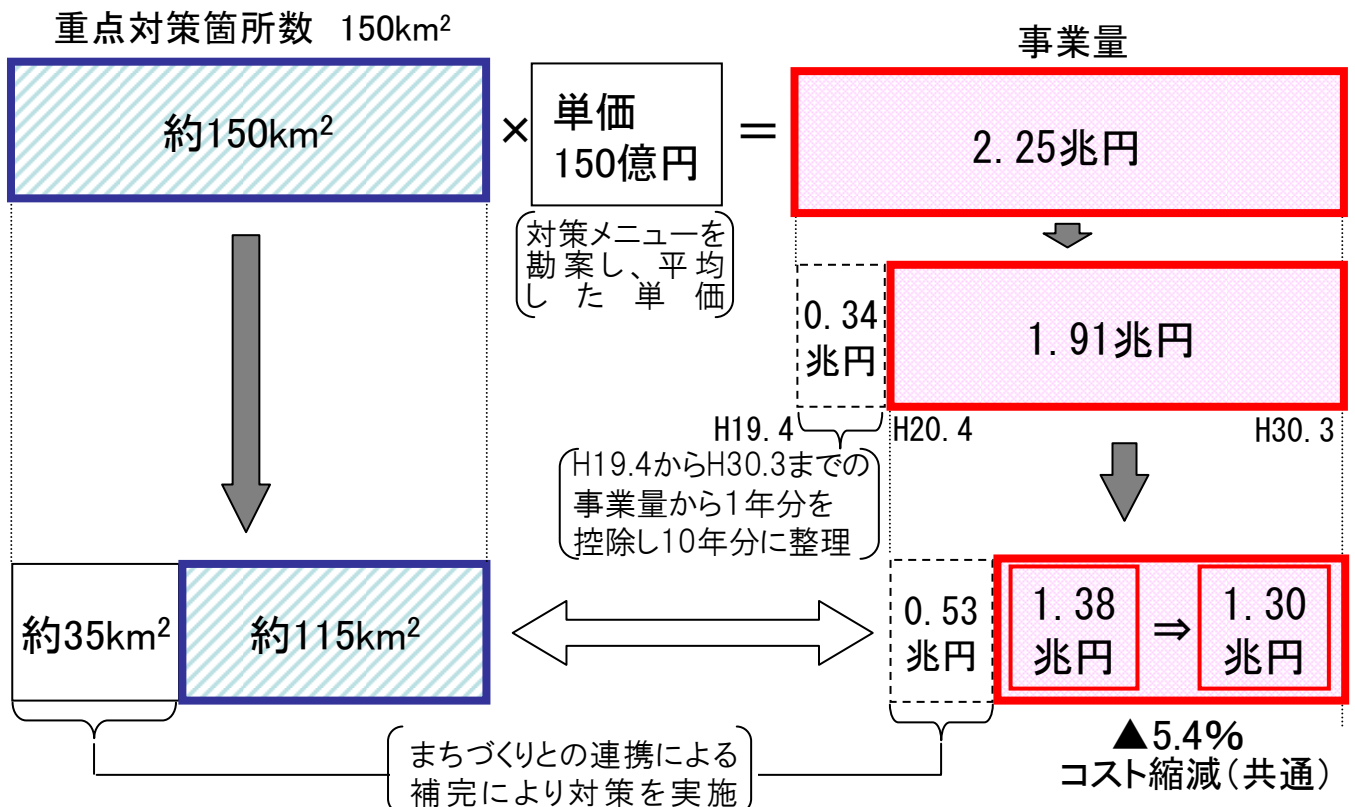 重点対策箇所数 150km²
事業量
約150km²
×
単価
150億円
＝
2.25兆円
対策メニューを
勘案し、平均
した単価
0.34
兆円
1.91兆円
H19.4
H20.4
H30.3
H19.4からH30.3までの
事業量から1年分を
控除し10年分に整理
約35km²
約115km²
0.53
兆円
1.38
兆円
⇒
1.30
兆円
まちづくりとの連携による
補完により対策を実施
▲5.4%
コスト縮減(共通)